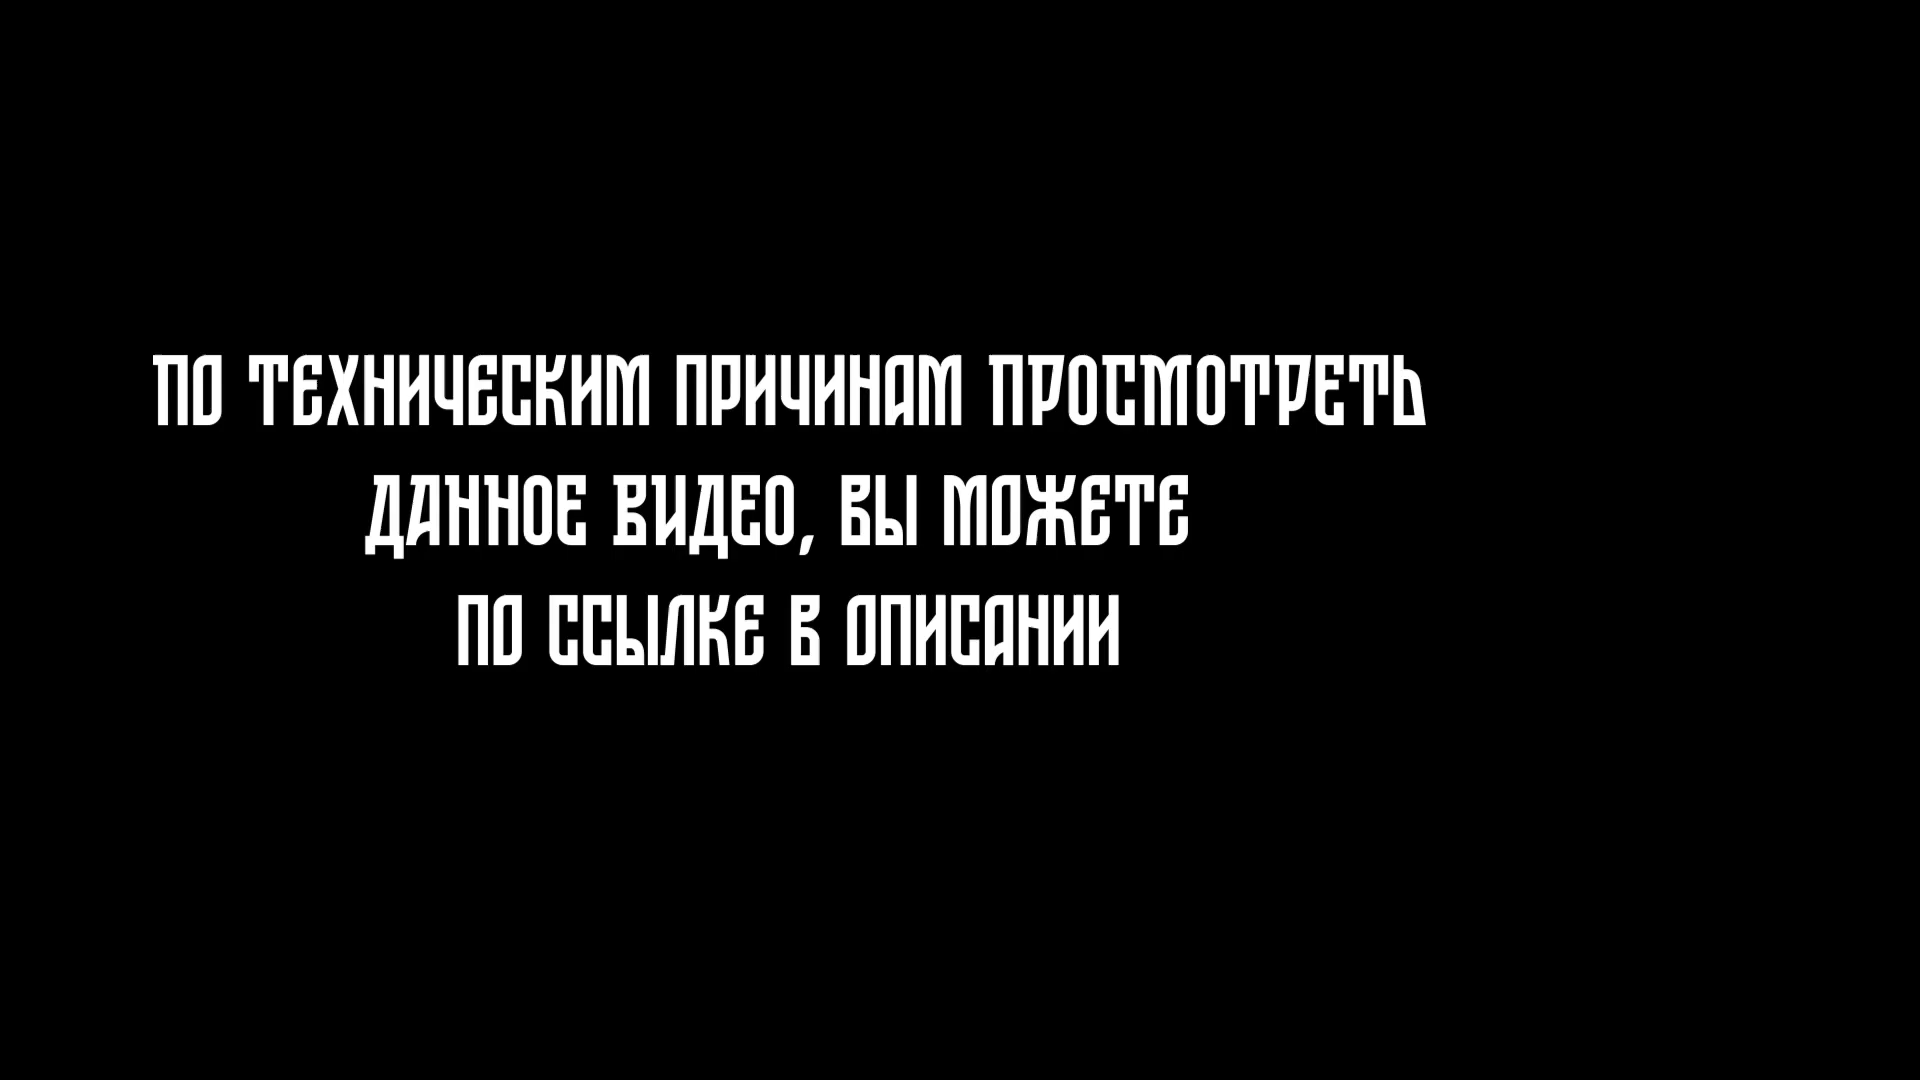 ПО ТЕХНИЧЕСКИМ ПРИЧИНАМ ПРОСМОТРЕТЬ
ДАННОЕ ВИДЕО, ВЫ МОЖЕТЕ
ПО ССЫЛКЕ В ОПИСАНИИ